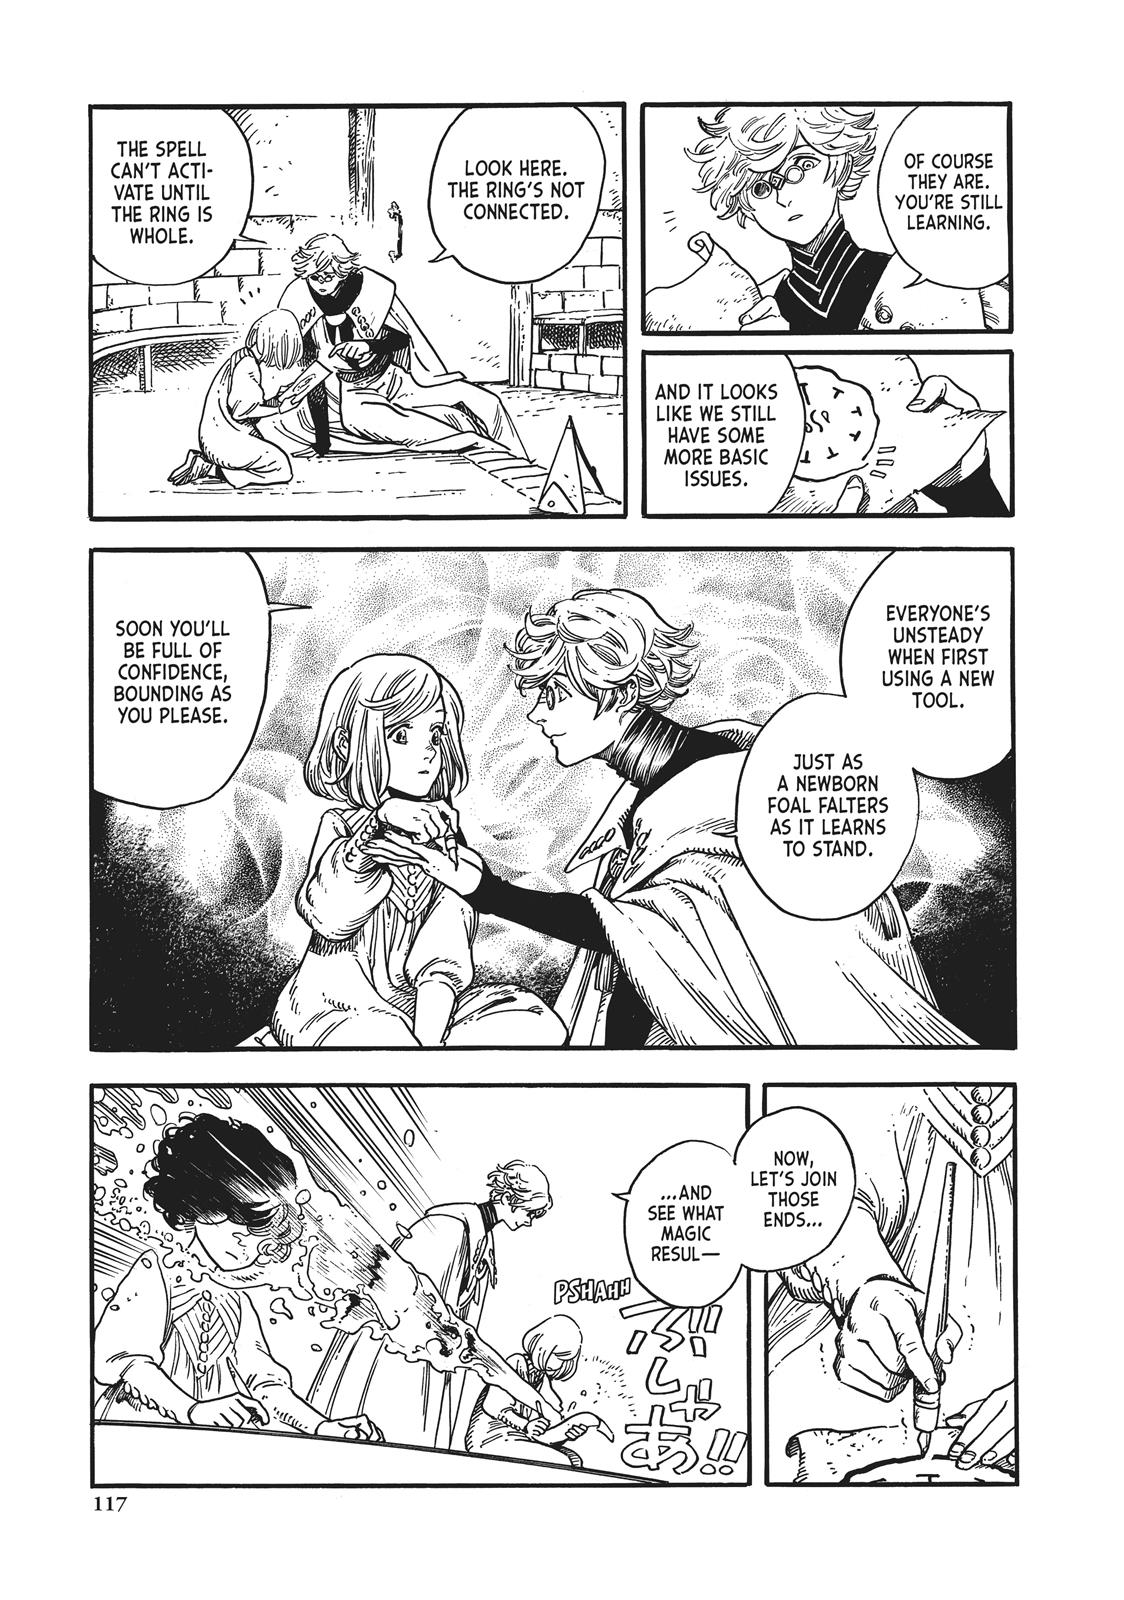 OF COURSE
THEY ARE.
YOU'RE STILL
LEARNING.
AND IT LOOKS
LIKE WE STILL
HAVE SOME
MORE BASIC
ISSUES.
LOOK HERE.
THE RING'S NOT
CONNECTED.
THE SPELL
CAN'T ACTI-
VATE UNTIL
THE RING IS
WHOLE.
EVERYONE'S
UNSTEADY
WHEN FIRST
USING A NEW
TOOL.
JUST AS
A NEWBORN
FOAL FALTERS
AS IT LEARNS
TO STAND.
SOON YOU'LL
BE FULL OF
CONFIDENCE,
BOUNDING AS
YOU PLEASE.
NOW,
LET'S JOIN
THOSE
ENDS...
...AND
SEE WHAT
MAGIC
RESUL—
PSHAHH
ぶしゃあ!!
117